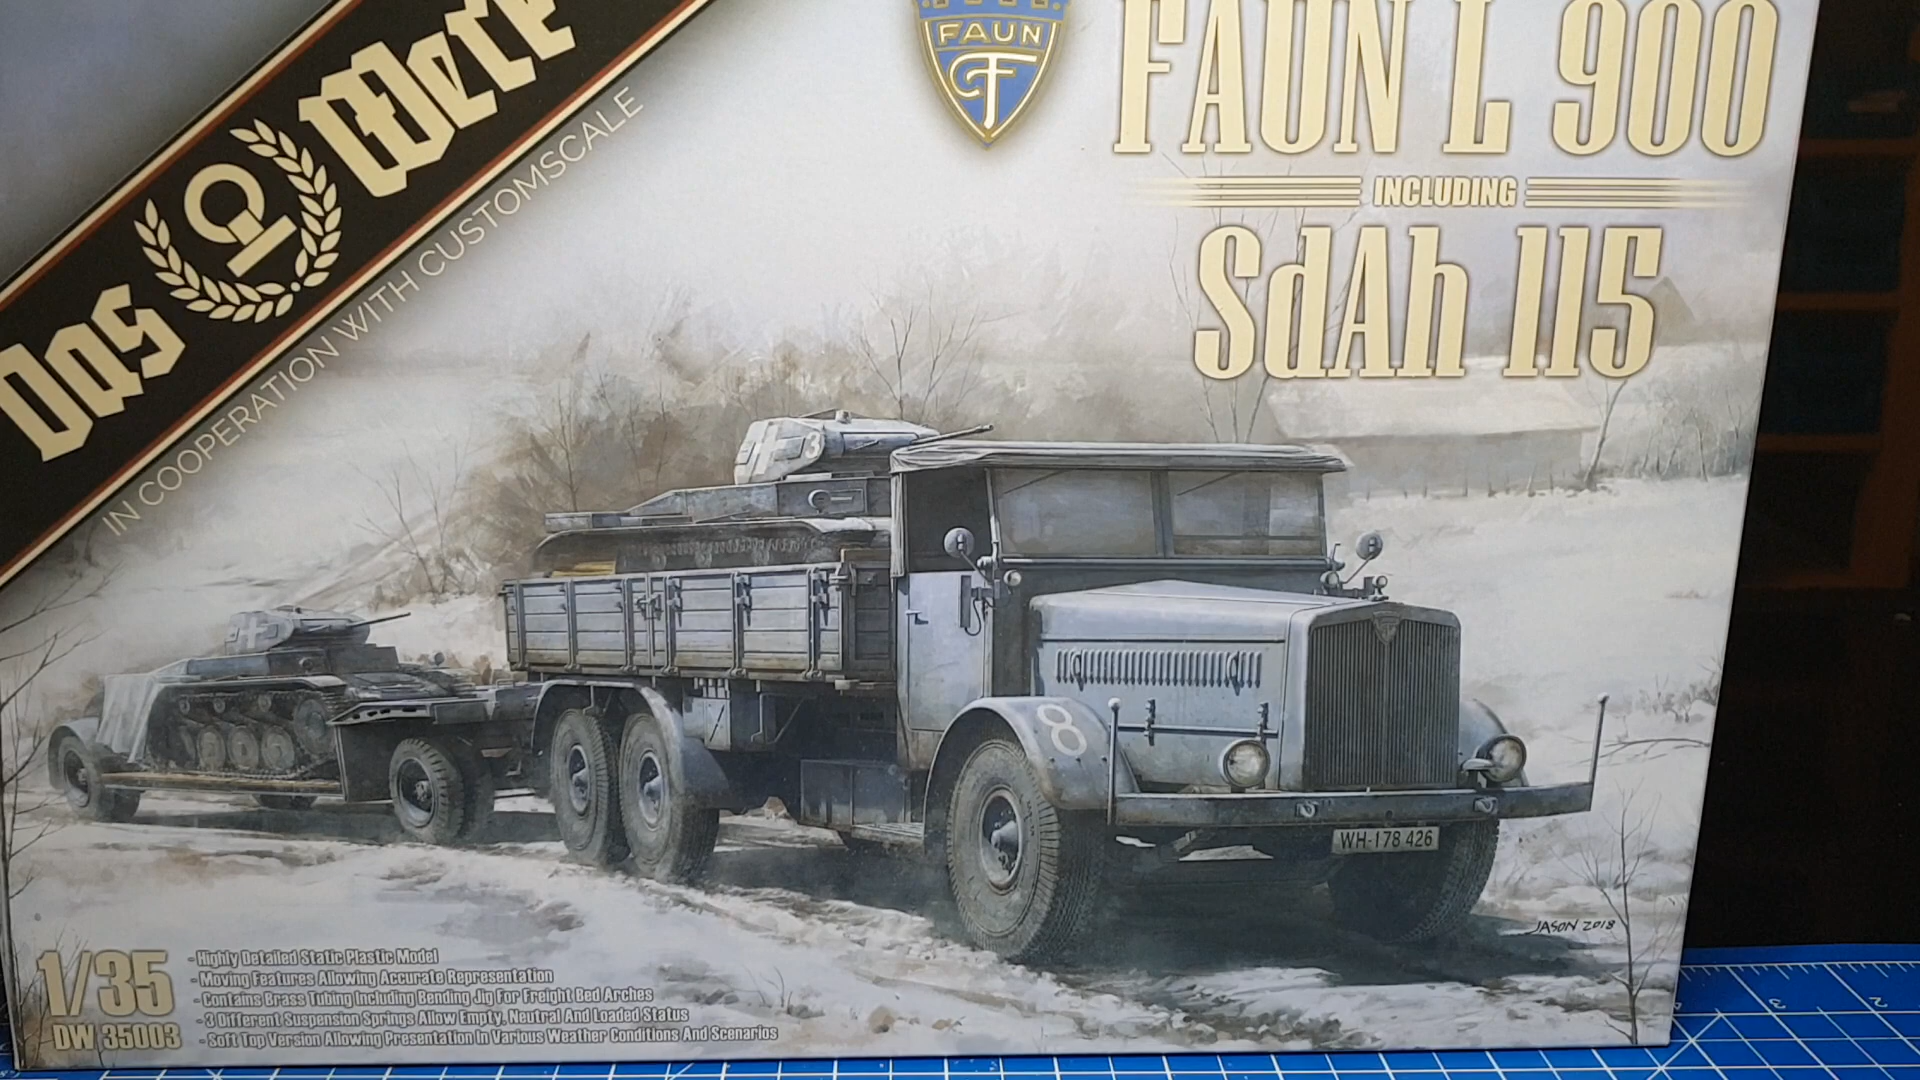 Das Werk
IN COOPERATION WITH CUSTOMSCALE
FAUN
FAUN L 900
INCLUDING
SdAh 115
3
8
WH-178 426
JASON 2018
1/35
DW 35003
- Highly Detailed Static Plastic Model
- Moving Features Allowing Accurate Representation
- Contains Brass Tubing Including Bending Jig For Freight Bed Arches
- 3 Different Suspension Springs Allow Empty, Neutral And Loaded Status
- Soft Top Version Allowing Presentation In Various Weather Conditions And Scenarios
3
2